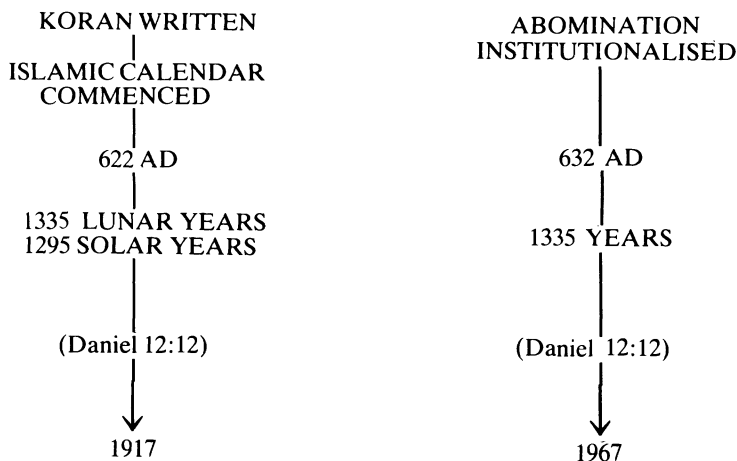 KORAN WRITTEN
ISLAMIC CALENDAR
COMMENCED
622 AD
1335 LUNAR YEARS
1295 SOLAR YEARS
(Daniel 12:12)
1917
ABOMINATION
INSTITUTIONALISED
632 AD
1335 YEARS
(Daniel 12:12)
1967